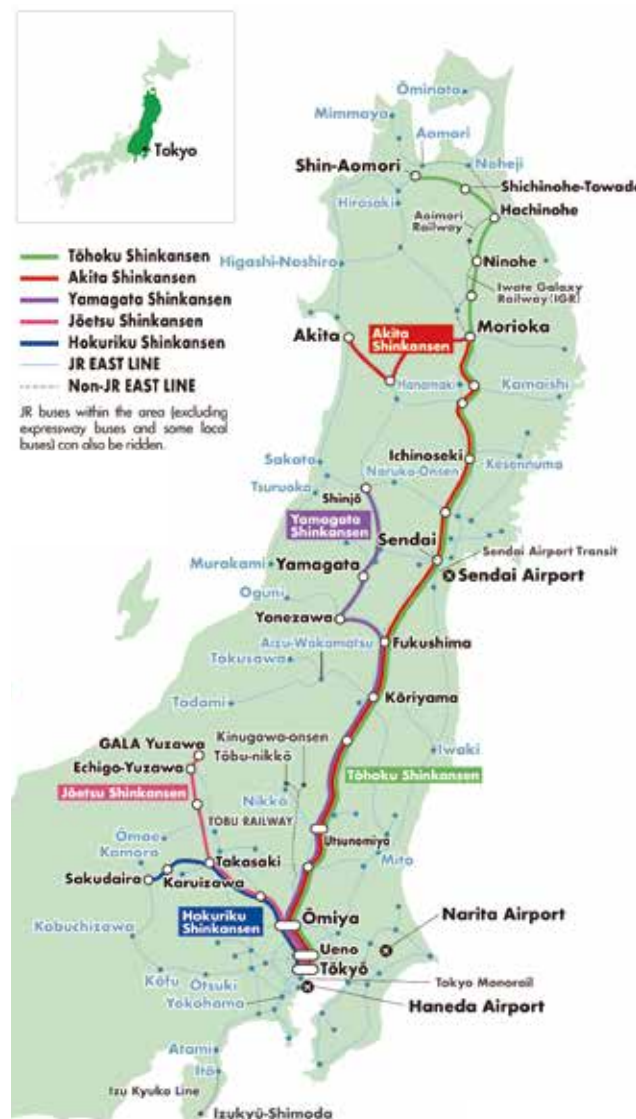 Tokyo
Tōhoku Shinkansen
Akita Shinkansen
Yamagata Shinkansen
Jōetsu Shinkansen
Hokuriku Shinkansen
JR EAST LINE
Non-JR EAST LINE
JR buses within the area (excluding
expressway buses and some local
buses) can also be ridden.
Ōminato
Mimmaya
Aomori
Shin-Aomori
Noheji
Shichinohe-Towada
Hirosaki
Hachinohe
Aoimori
Railway
Higashi-Noshiro
Ninohe
Iwate Galaxy
Railway (IGR)
Akita
Akita
Shinkansen
Morioka
Hanamaki
Kamaishi
Ichinoseki
Sakata
Naruko-Onsen
Kesennuma
Tsuruoka
Shinjō
Yamagata
Shinkansen
Sendai
Sendai Airport Transit
Murakami
Yamagata
Sendai Airport
Oguni
Yonezawa
Aizu-Wakamatsu
Fukushima
Tokusawa
Tadami
Kōriyama
Kinugawa-onsen
GALA Yuzawa
Tōbu-nikkō
Iwaki
Echigo-Yuzawa
Tōhoku Shinkansen
Jōetsu Shinkansen
Nikkō
TOBU RAILWAY
Utsunomiya
Ōmae
Komoro
Takasaki
Mito
Sakudaira
Karuizawa
Hokuriku
Shinkansen
Ōmiya
Narita Airport
Kobuchizawa
Ueno
Tōkyō
Kōfu
Ōtsuki
Tokyo Monorail
Yokohama
Haneda Airport
Atami
Itō
Izu Kyuko Line
Izukyū-Shimoda